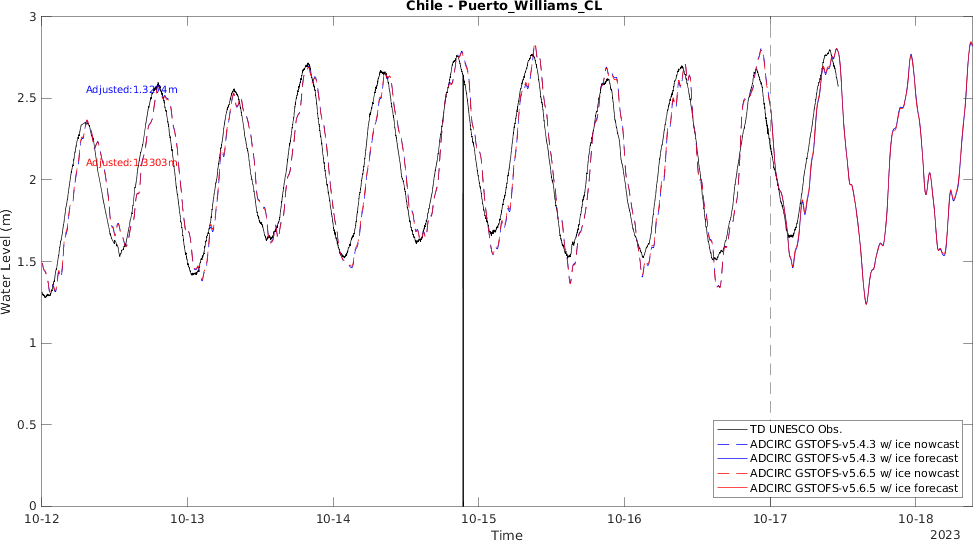 Chile - Puerto_Williams_CL
3
2.5
2
1.5
1
0.5
0
Water Level (m)
Adjusted:1.3274m
Adjusted:1.3303m
TD UNESCO Obs.
ADCIRC GSTOFS-v5.4.3 w/ ice nowcast
ADCIRC GSTOFS-v5.4.3 w/ ice forecast
ADCIRC GSTOFS-v5.6.5 w/ ice nowcast
ADCIRC GSTOFS-v5.6.5 w/ ice forecast
10-12 10-13 10-14 10-15 10-16 10-17 10-18
Time
2023